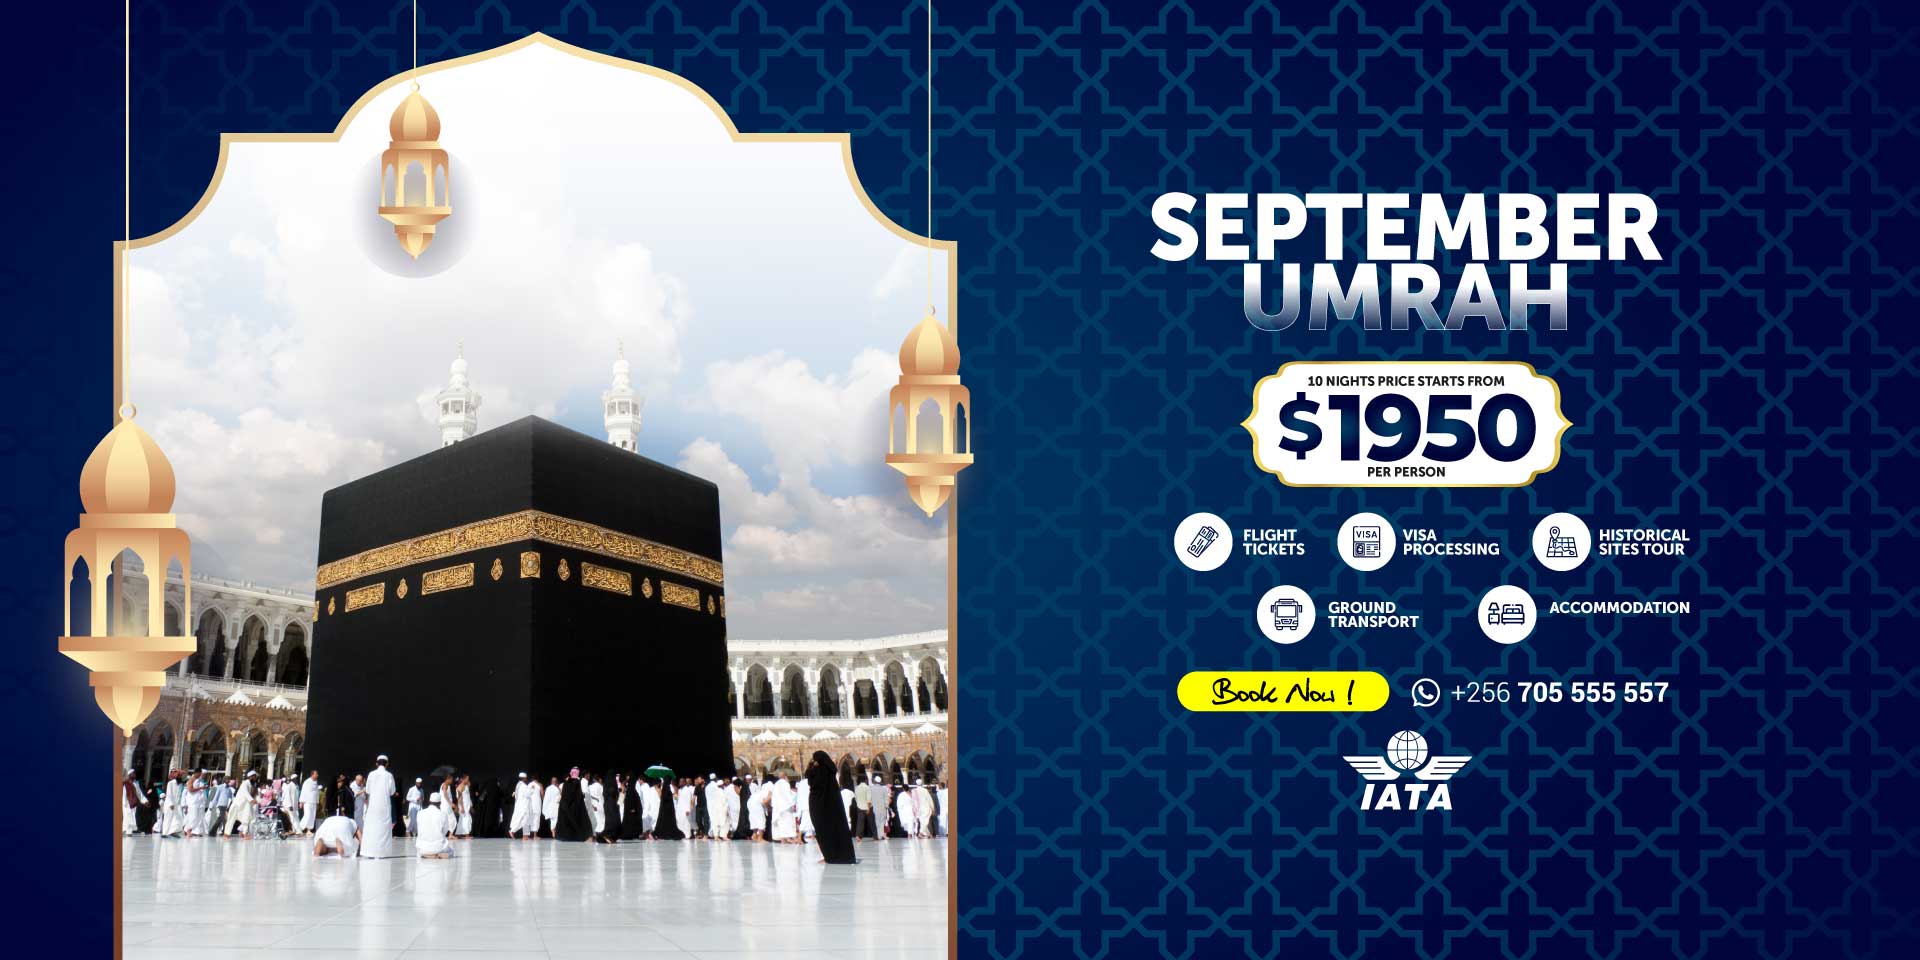 SEPTEMBER
UMRAH
10 NIGHTS PRICE STARTS FROM
$1950
PER PERSON
FLIGHT
TICKETS
VISA
VISA
PROCESSING
HISTORICAL
SITES TOUR
GROUND
TRANSPORT
ACCOMMODATION
Book Now !
+256 705 555 557
IATA